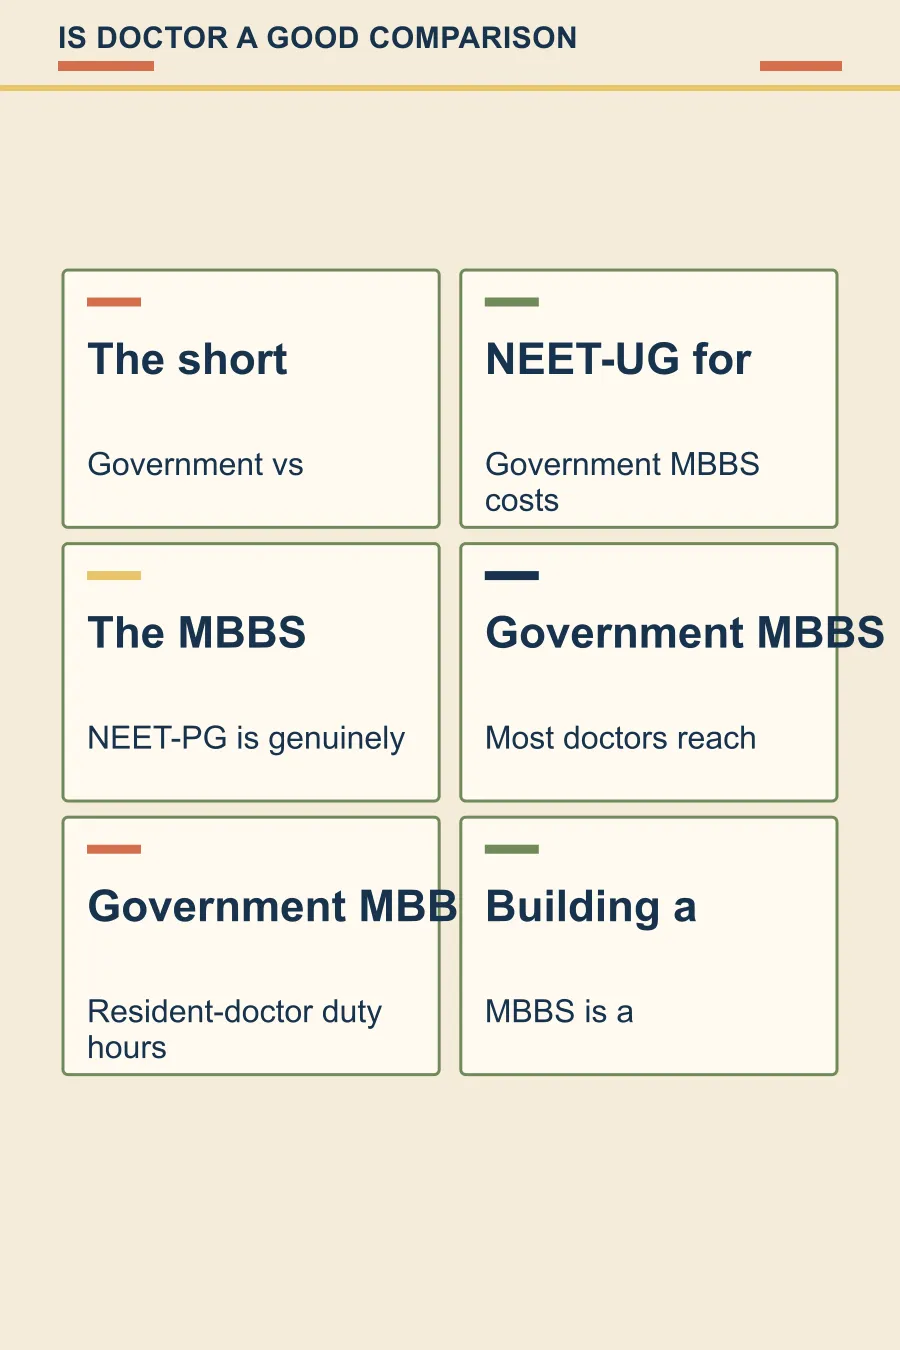 IS DOCTOR A GOOD COMPARISON
The short
Government vs
NEET-UG for
Government MBBS
costs
The MBBS
NEET-PG is genuinely
Government MBBS
Most doctors reach
Government MBB
Resident-doctor duty
hours
Building a
MBBS is a